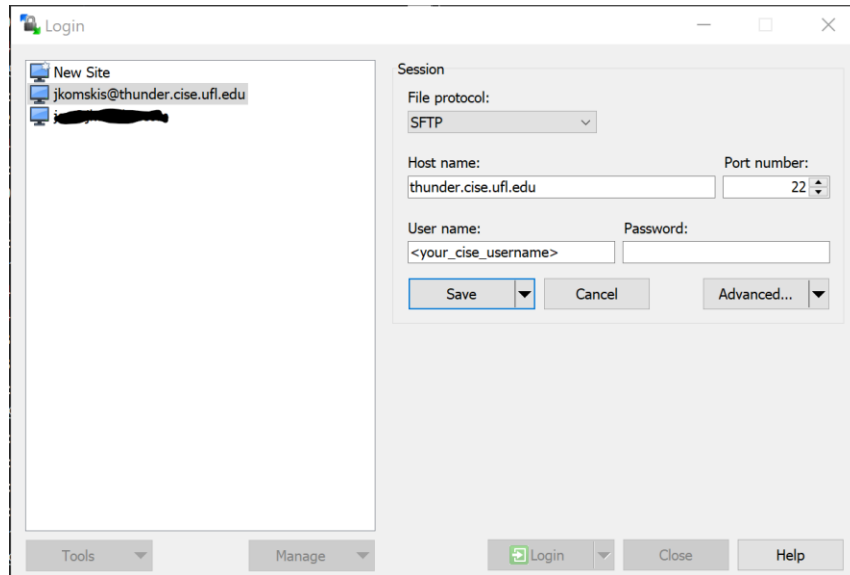 Login
New Site
jkomskis@thunder.cise.ufl.edu
Session
File protocol:
SFTP
Host name:
Port number:
thunder.cise.ufl.edu
22
User name:
Password:
<your_cise_username>
Save
Cancel
Advanced...
Tools
Manage
Login
Close
Help